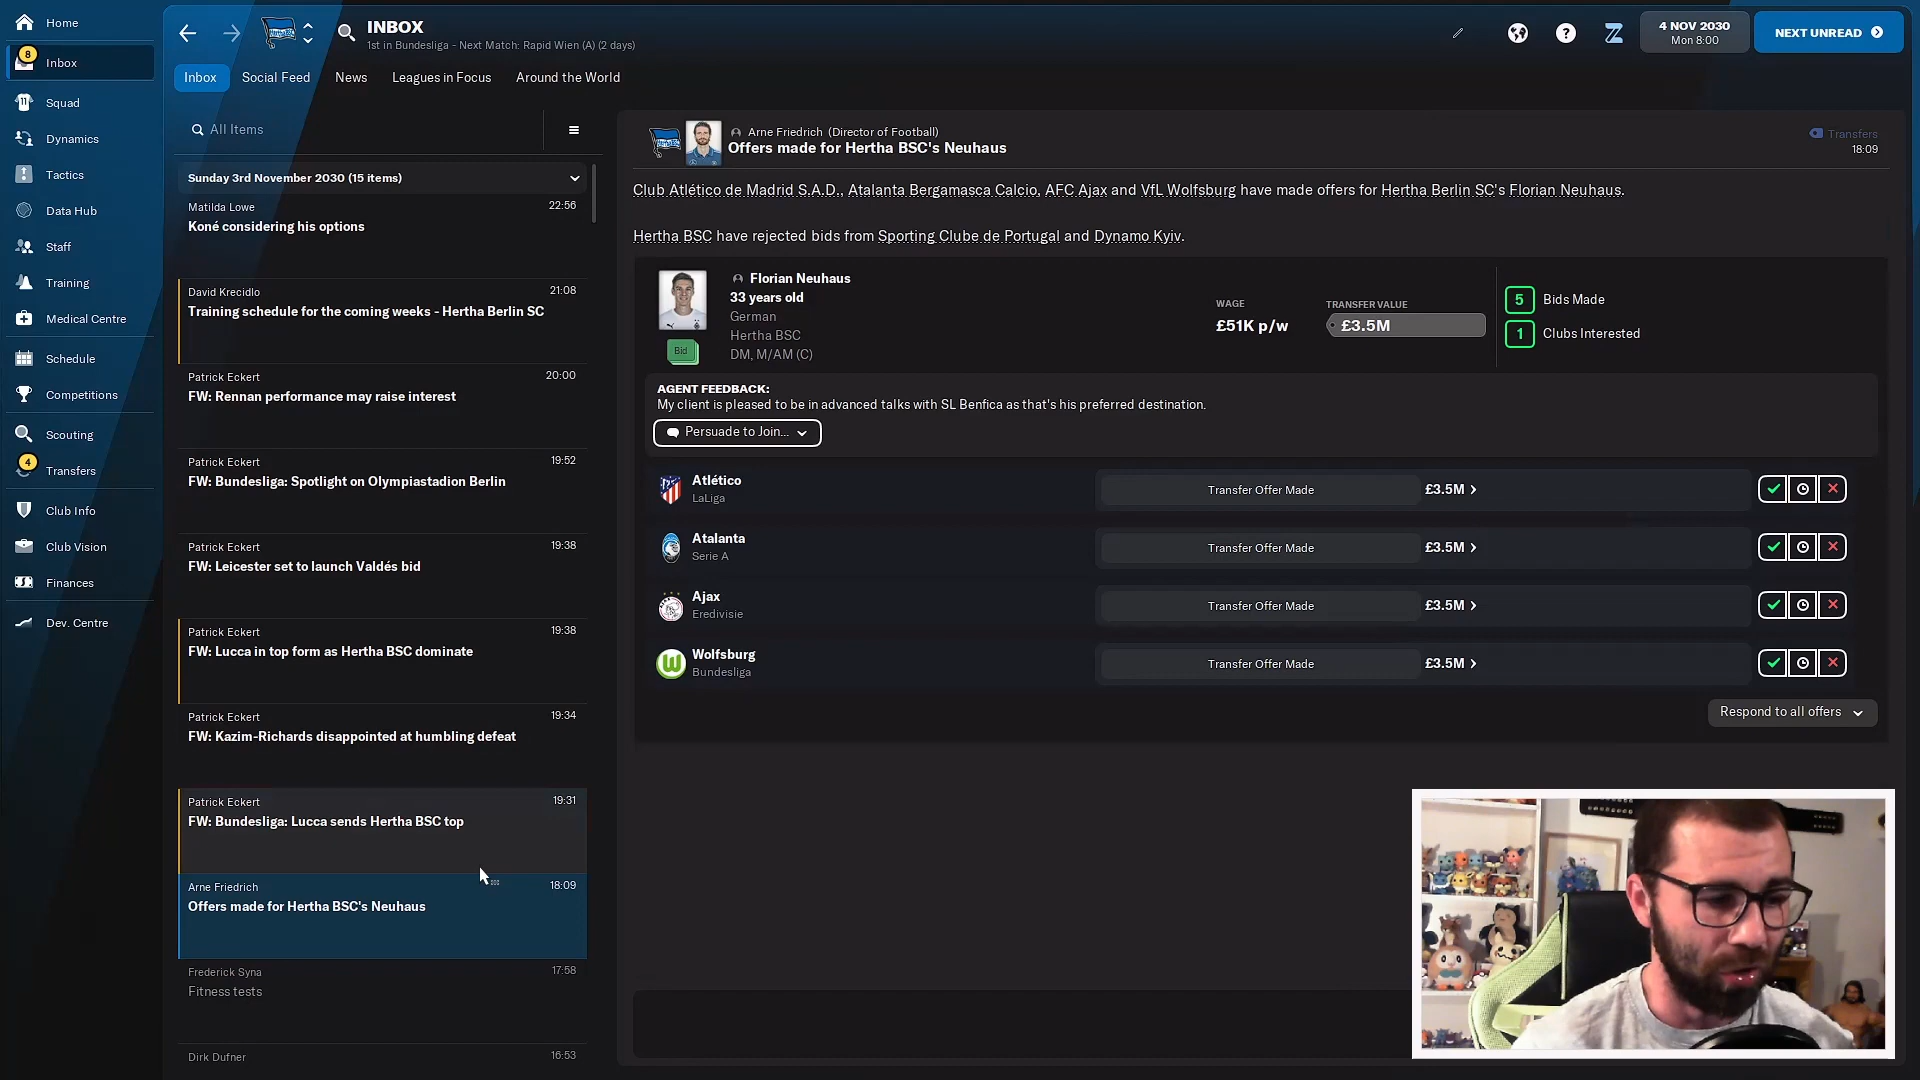 Home
8
Inbox
Squad
Dynamics
Tactics
Data Hub
Staff
Training
Medical Centre
Schedule
Competitions
Scouting
4
Transfers
Club Info
Club Vision
Finances
Dev. Centre
INBOX
1st in Bundesliga - Next Match: Rapid Wien (A) (2 days)
4 NOV 2030
Mon 8:00
NEXT UNREAD
Inbox Social Feed News Leagues in Focus Around the World
All Items
Sunday 3rd November 2030 (15 items)
Matilda Lowe 22:56
Koné considering his options
David Krecidlo 21:08
Training schedule for the coming weeks - Hertha Berlin SC
Patrick Eckert 20:00
FW: Rennan performance may raise interest
Patrick Eckert 19:52
FW: Bundesliga: Spotlight on Olympiastadion Berlin
Patrick Eckert 19:38
FW: Leicester set to launch Valdés bid
Patrick Eckert 19:38
FW: Lucca in top form as Hertha BSC dominate
Patrick Eckert 19:34
FW: Kazim-Richards disappointed at humbling defeat
Patrick Eckert 19:31
FW: Bundesliga: Lucca sends Hertha BSC top
Arne Friedrich 18:09
Offers made for Hertha BSC's Neuhaus
Frederick Syna 17:58
Fitness tests
Dirk Dufner 16:53
Arne Friedrich (Director of Football)
Offers made for Hertha BSC's Neuhaus
Transfers
18:09
Club Atlético de Madrid S.A.D., Atalanta Bergamasca Calcio, AFC Ajax and VfL Wolfsburg have made offers for Hertha Berlin SC's Florian Neuhaus.
Hertha BSC have rejected bids from Sporting Clube de Portugal and Dynamo Kyiv.
Florian Neuhaus
33 years old
German
Hertha BSC
DM, M/AM (C)
Bid
WAGE
£51K p/w
TRANSFER VALUE
£3.5M
5 Bids Made
1 Clubs Interested
AGENT FEEDBACK:
My client is pleased to be in advanced talks with SL Benfica as that's his preferred destination.
Persuade to Join...
Atlético
LaLiga
Transfer Offer Made £3.5M
Atalanta
Serie A
Transfer Offer Made £3.5M
Ajax
Eredivisie
Transfer Offer Made £3.5M
Wolfsburg
Bundesliga
Transfer Offer Made £3.5M
Respond to all offers